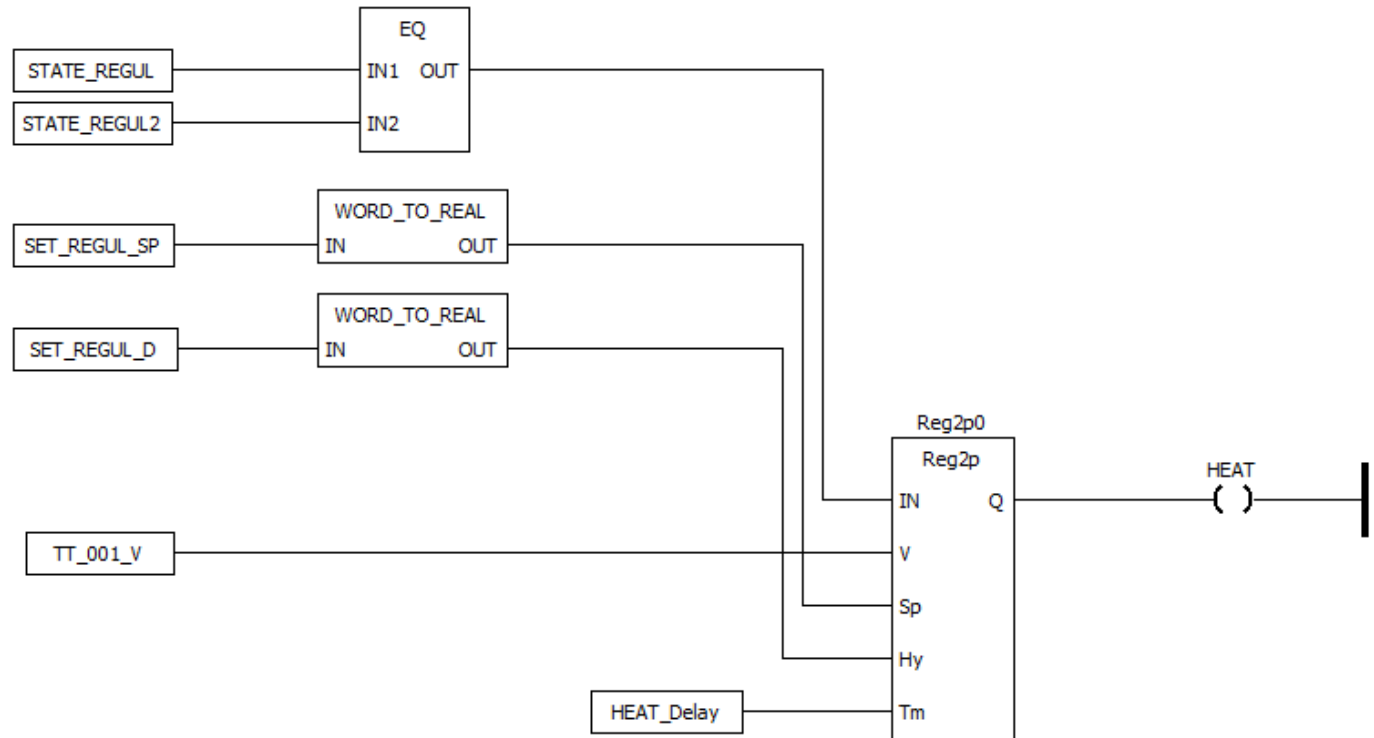 EQ
STATE_REGUL
IN1 OUT
STATE_REGUL2
IN2
WORD_TO_REAL
SET_REGUL_SP
IN OUT
WORD_TO_REAL
SET_REGUL_D
IN OUT
Reg2p0
Reg2p
HEAT
IN Q
( )
TT_001_V
V
Sp
Hy
HEAT_Delay
Tm